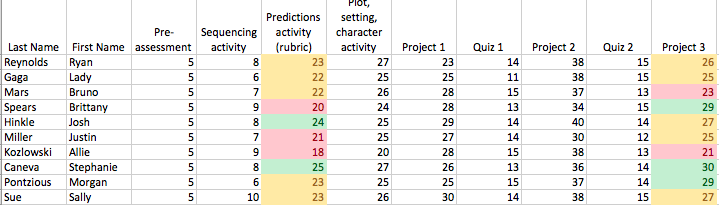 Plot,
Predictions setting,
Pre- Sequencing activity character
Last Name First Name assessment activity (rubric) activity Project 1 Quiz 1 Project 2 Quiz 2 Project 3
Reynolds Ryan 5 8 23 27 23 14 38 15 26
Gaga Lady 5 6 22 25 25 11 38 15 25
Mars Bruno 5 7 22 26 28 15 37 13 23
Spears Brittany 5 9 20 24 28 13 34 15 29
Hinkle Josh 5 8 24 25 29 14 40 14 27
Miller Justin 5 7 21 25 27 14 30 12 25
Kozlowski Allie 5 9 18 20 28 15 38 13 21
Caneva Stephanie 5 8 25 27 26 13 36 14 30
Pontzious Morgan 5 6 23 25 25 15 37 14 29
Sue Sally 5 10 23 26 30 14 38 15 27